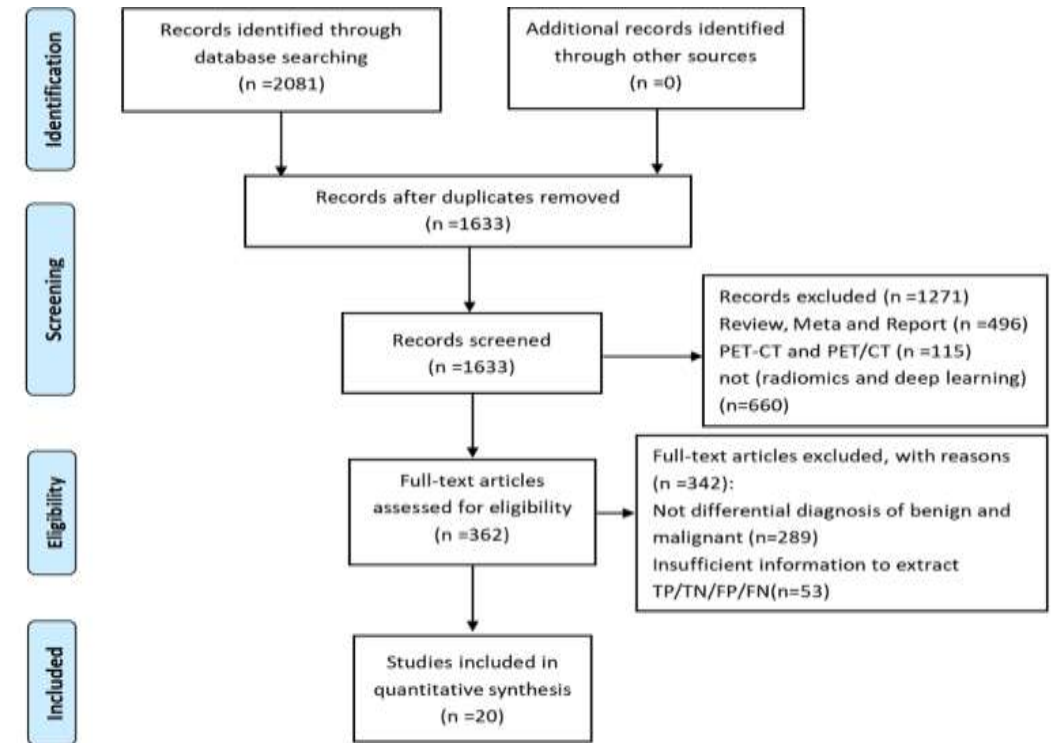 Identification
Records identified through
database searching
(n =2081)
Additional records identified
through other sources
(n =0)
Records after duplicates removed
(n =1633)
Screening
Records screened
(n =1633)
Records excluded (n =1271)
Review, Meta and Report (n =496)
PET-CT and PET/CT (n =115)
not (radiomics and deep learning)
(n=660)
Eligibility
Full-text articles
assessed for eligibility
(n =362)
Full-text articles excluded, with reasons
(n =342):
Not differential diagnosis of benign and
malignant (n=289)
Insufficient information to extract
TP/TN/FP/FN(n=53)
Included
Studies included in
quantitative synthesis
(n =20)